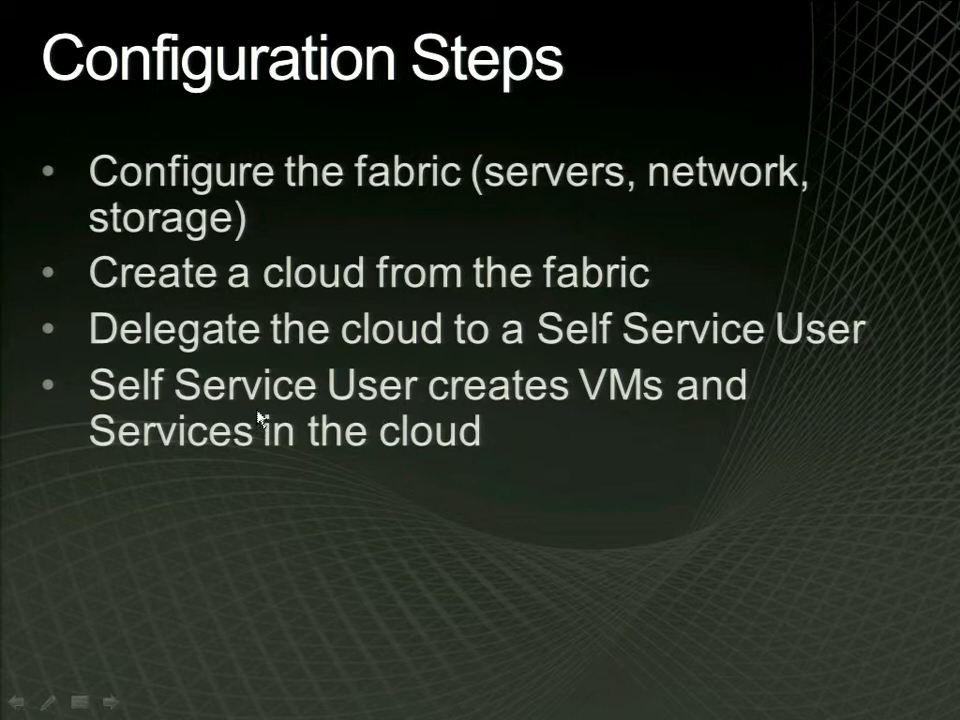 Configuration Steps
• Configure the fabric (servers, network,
storage)
• Create a cloud from the fabric
• Delegate the cloud to a Self Service User
• Self Service User creates VMs and
Services in the cloud